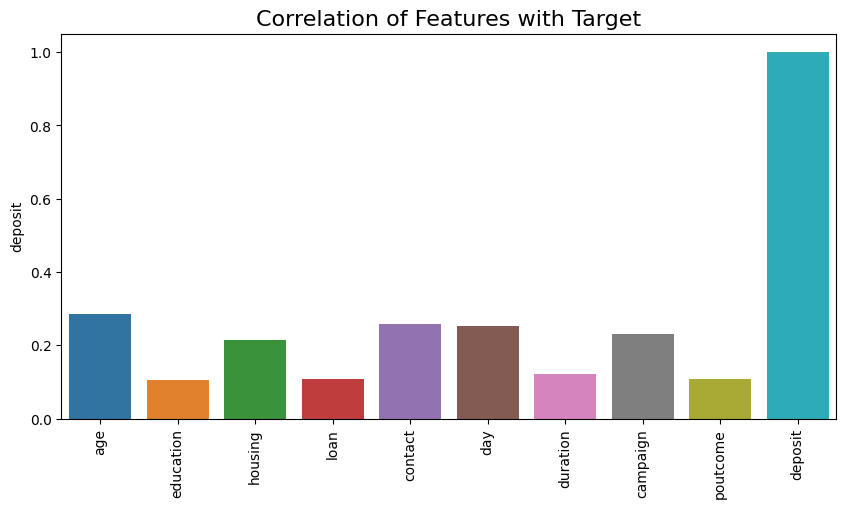 Correlation of Features with Target
1.0
0.8
0.6
0.4
0.2
0.0
deposit
age
education
housing
loan
contact
day
duration
campaign
poutcome
deposit